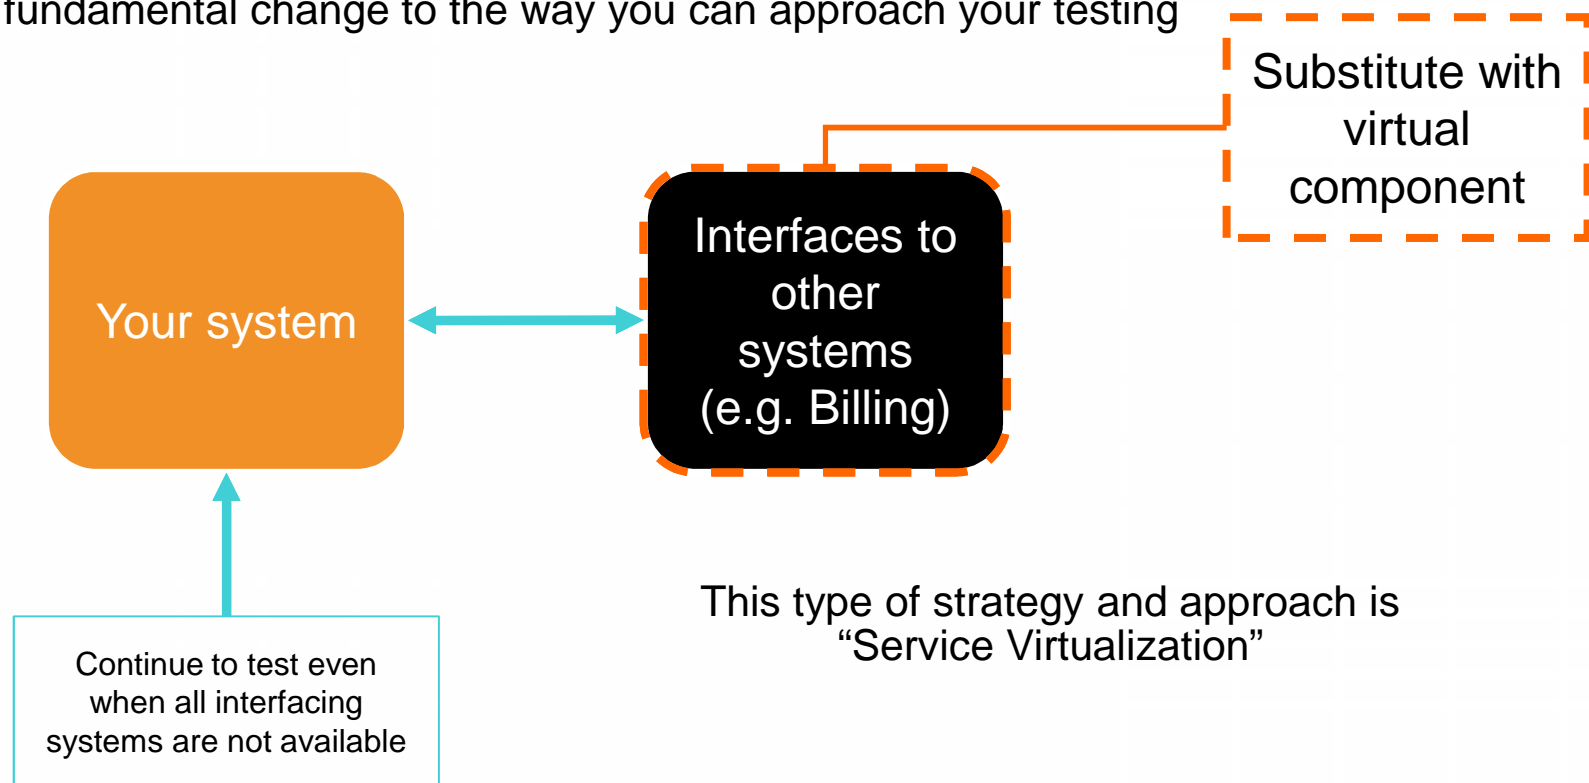 fundamental change to the way you can approach your testing
Substitute with
virtual
component
Your system
Interfaces to
other
systems
(e.g. Billing)
This type of strategy and approach is
“Service Virtualization”
Continue to test even
when all interfacing
systems are not available